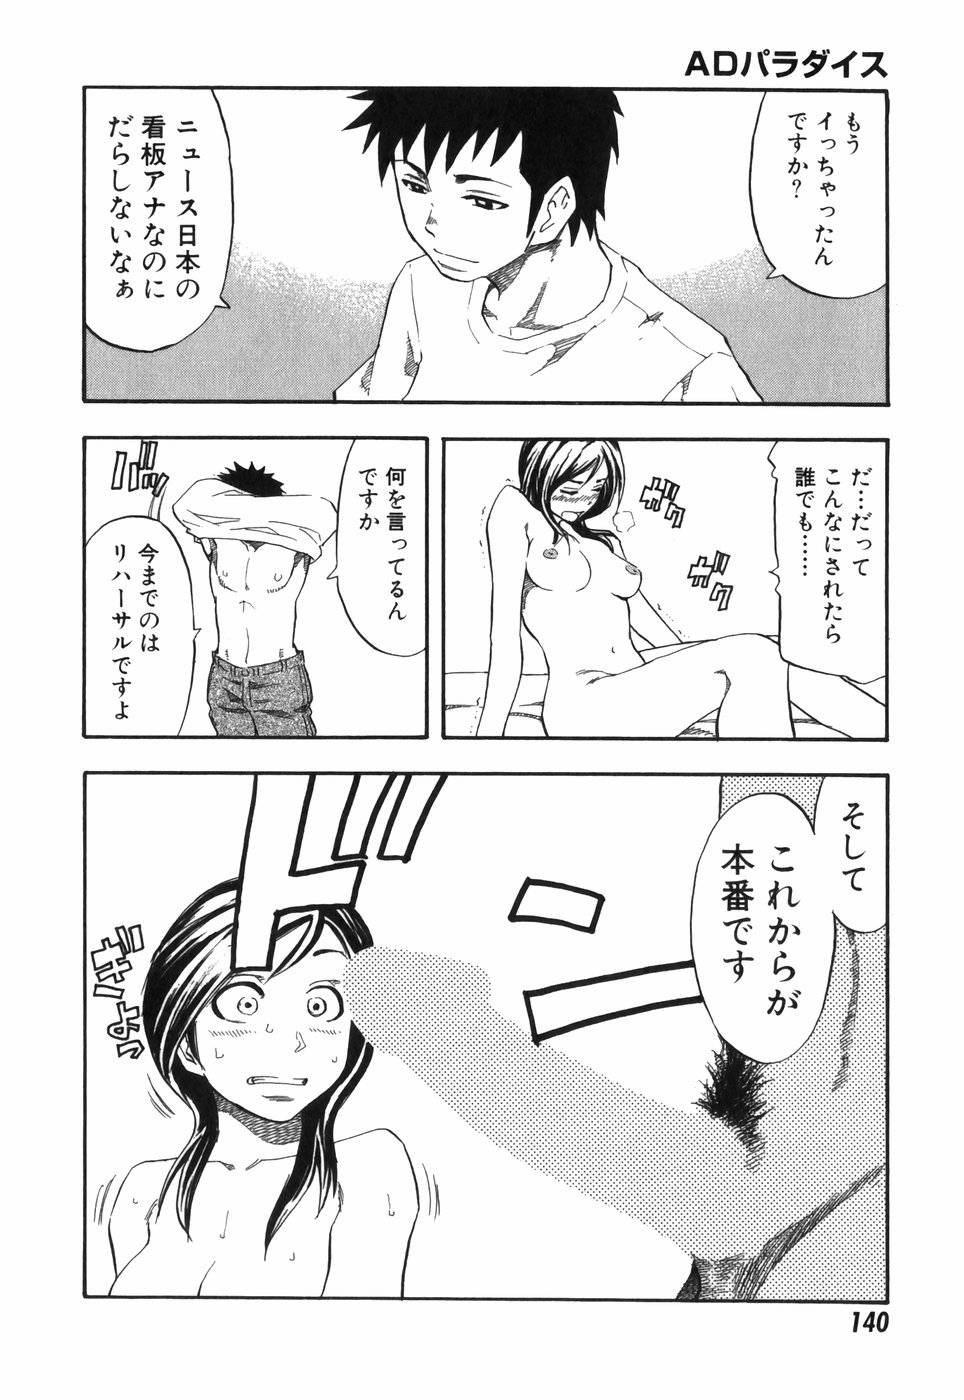 ADパラダイス
もう
イっちゃったん
ですか?
ニュース日本の
看板アナなのに
だらしないなぁ
だ…だって
こんなにされたら
誰でも……
ガク
ガク
何を言ってるん
ですか
バッ
今までのは
リハーサルですよ
そして
これからが
本番です
ビーン
ぎょっ
140